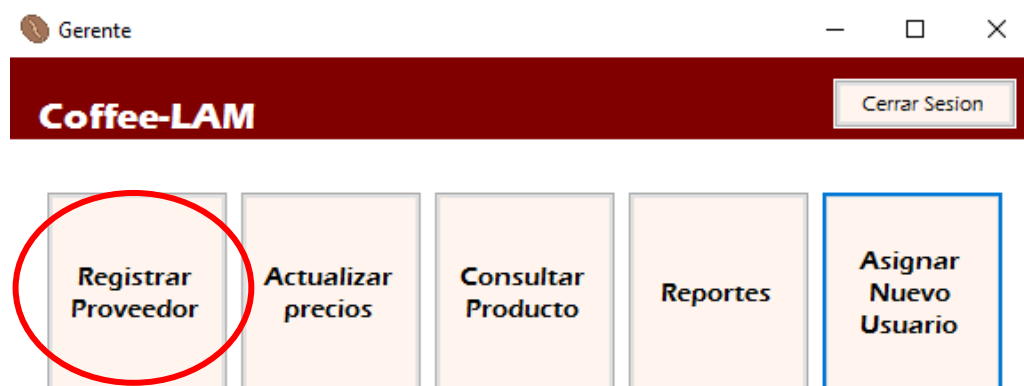 Gerente
Coffee-LAM
Cerrar Sesion
Registrar
Proveedor
Actualizar
precios
Consultar
Producto
Reportes
Asignar
Nuevo
Usuario